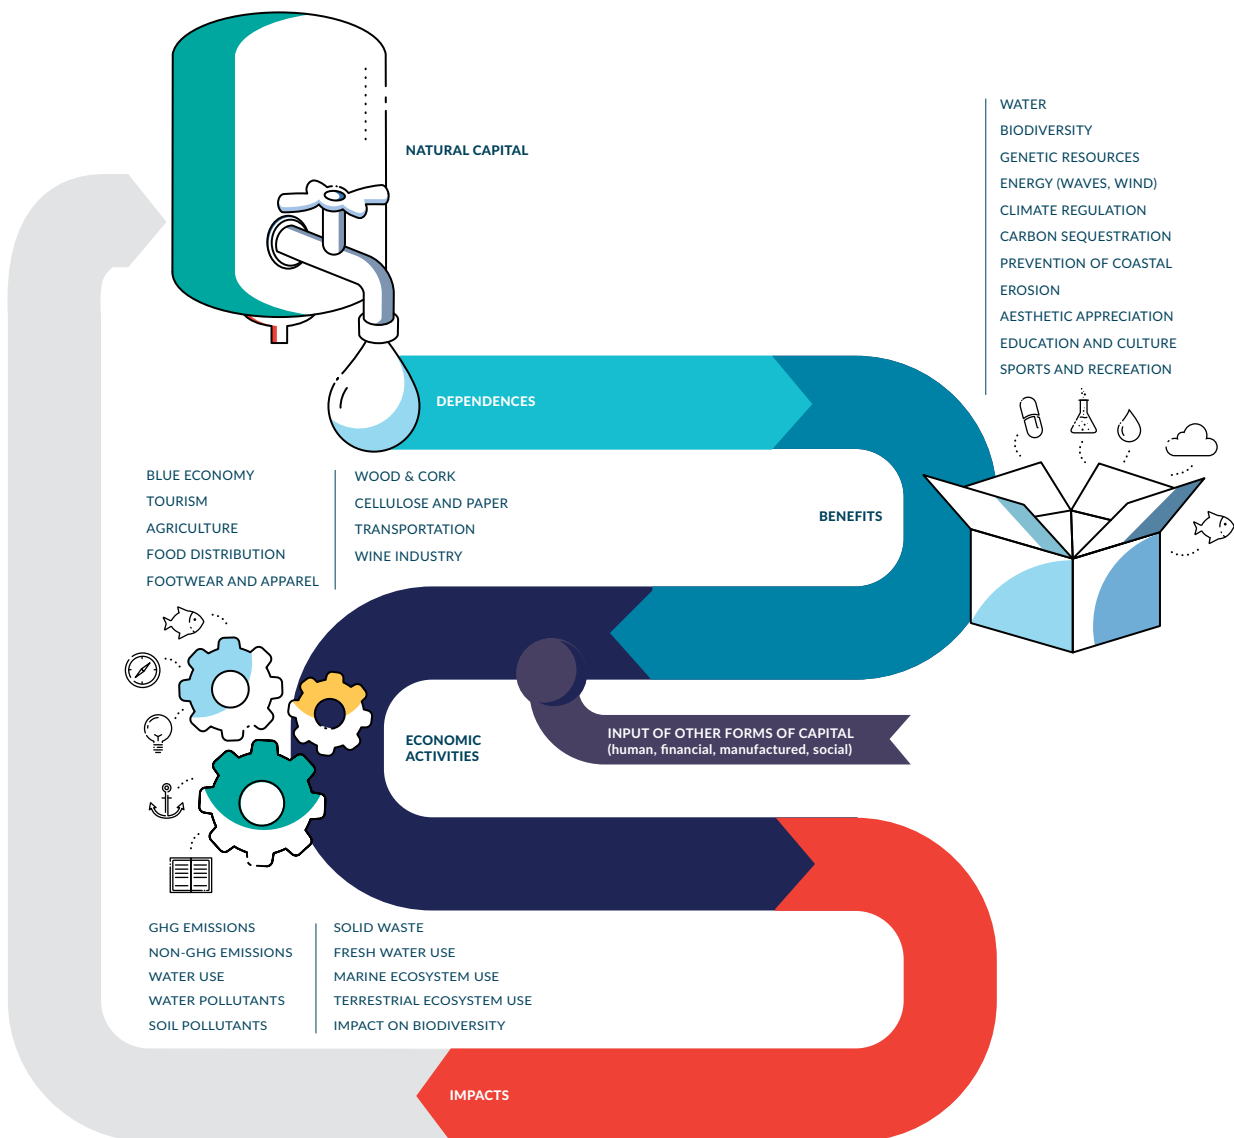 NATURAL CAPITAL
WATER
BIODIVERSITY
GENETIC RESOURCES
ENERGY (WAVES, WIND)
CLIMATE REGULATION
CARBON SEQUESTRATION
PREVENTION OF COASTAL
EROSION
AESTHETIC APPRECIATION
EDUCATION AND CULTURE
SPORTS AND RECREATION
DEPENDENCES
BENEFITS
BLUE ECONOMY
TOURISM
AGRICULTURE
FOOD DISTRIBUTION
FOOTWEAR AND APPAREL
WOOD & CORK
CELLULOSE AND PAPER
TRANSPORTATION
WINE INDUSTRY
ECONOMIC
ACTIVITIES
INPUT OF OTHER FORMS OF CAPITAL
(human, financial, manufactured, social)
GHG EMISSIONS
NON-GHG EMISSIONS
WATER USE
WATER POLLUTANTS
SOIL POLLUTANTS
SOLID WASTE
FRESH WATER USE
MARINE ECOSYSTEM USE
TERRESTRIAL ECOSYSTEM USE
IMPACT ON BIODIVERSITY
IMPACTS